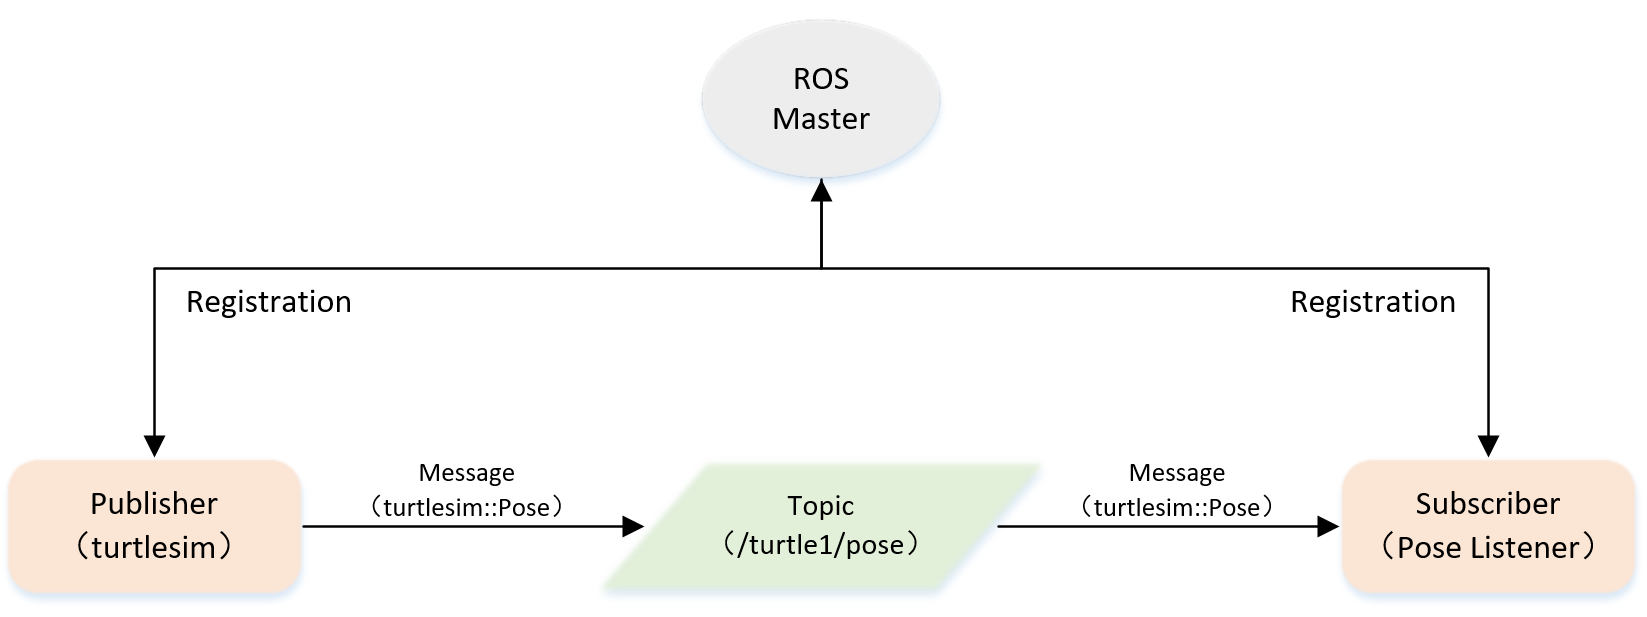 ROS
Master
Registration
Registration
Message
（turtlesim::Pose）
Message
（turtlesim::Pose）
Publisher
（turtlesim）
Topic
（/turtle1/pose）
Subscriber
（Pose Listener）